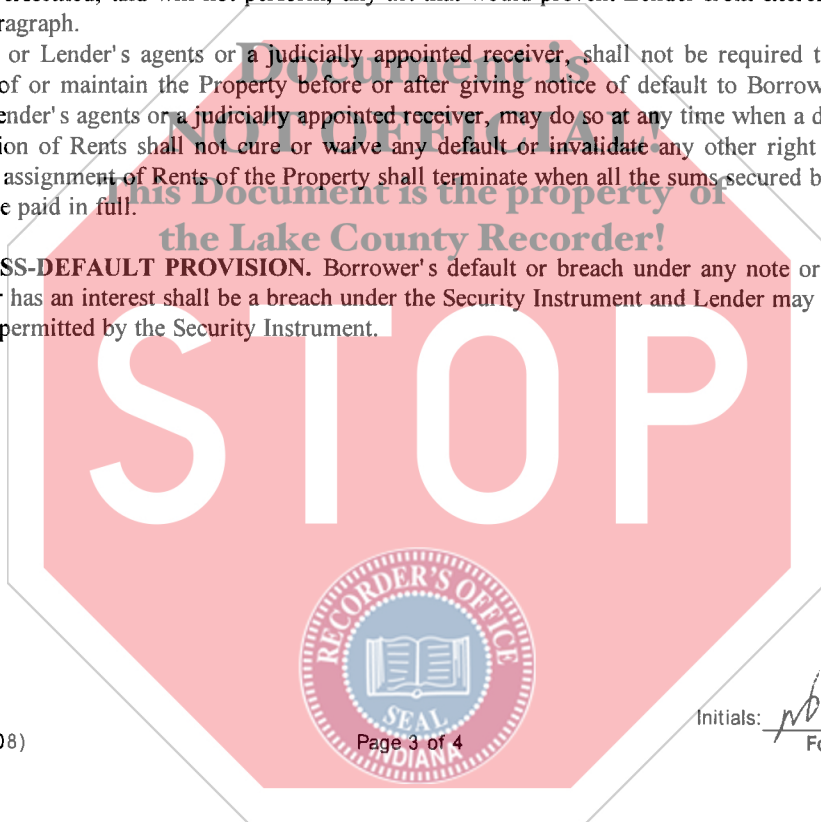 ragraph.
or Lender's agents or a judicially appointed receiver, shall not be required t
of or maintain the Property before or after giving notice of default to Borrow
ender's agents or a judicially appointed receiver, may do so at any time when a d
ion of Rents shall not cure or waive any default or invalidate any other right
assignment of Rents of the Property shall terminate when all the sums secured b
e paid in full.
Document is
NOT OFFICIAL!
This Document is the property of
the Lake County Recorder!
SS-DEFAULT PROVISION. Borrower's default or breach under any note or
has an interest shall be a breach under the Security Instrument and Lender may
permitted by the Security Instrument.
STOP
RECORDER'S OFFICE
SEAL
INDIANA
Initials:
08)
Page 3 of 4
Fo